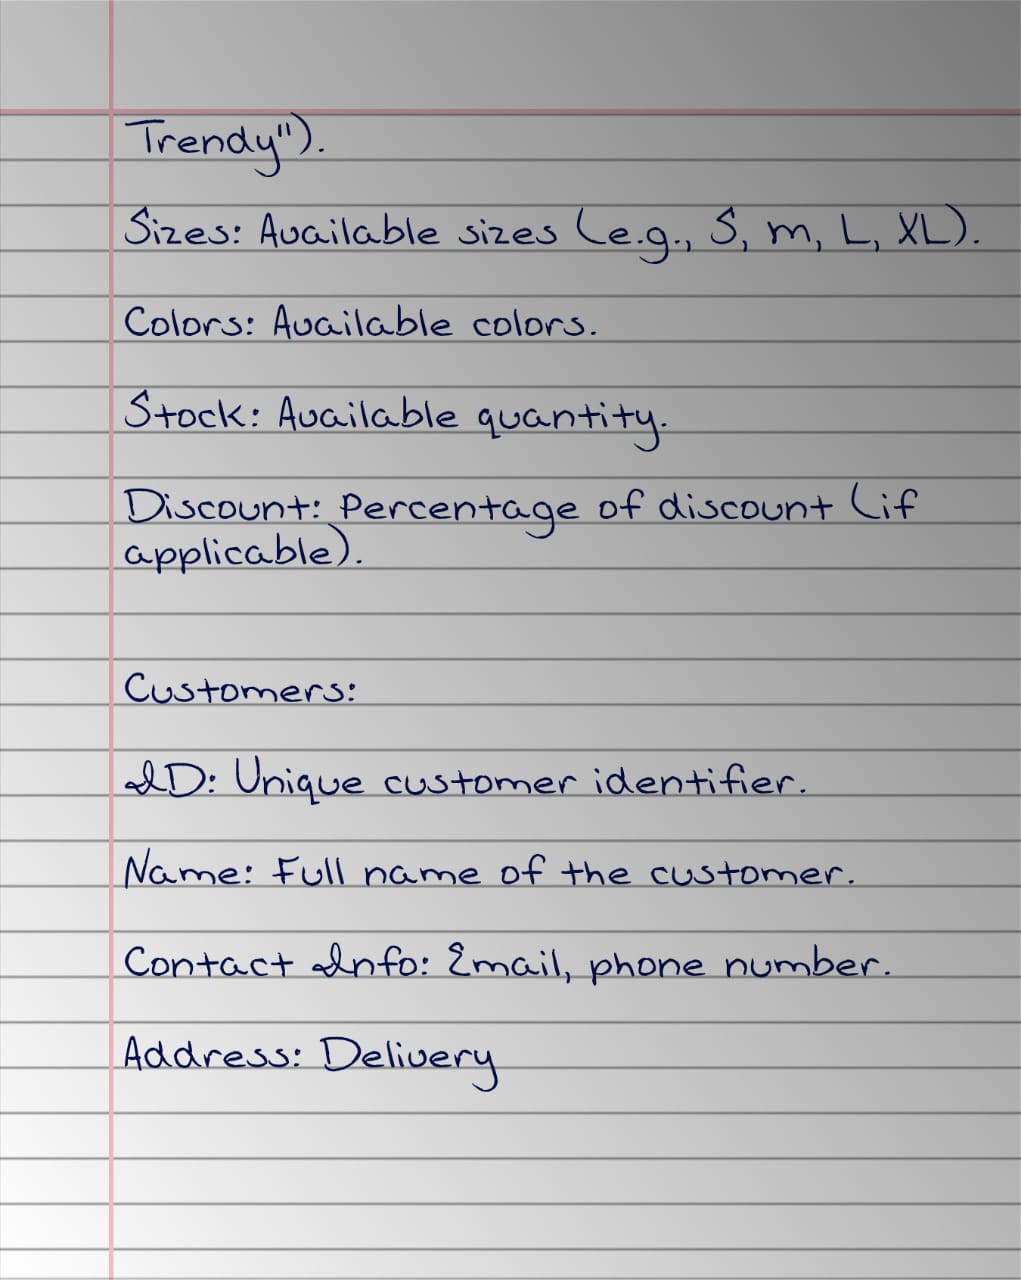 Trendy").
Sizes: Available sizes (e.g., S, m, L, XL).
Colors: Available colors.
Stock: Available quantity.
Discount: Percentage of discount (if
applicable).
Customers:
ID: Unique customer identifier.
Name: Full name of the customer.
Contact Info: Email, phone number.
Address: Delivery